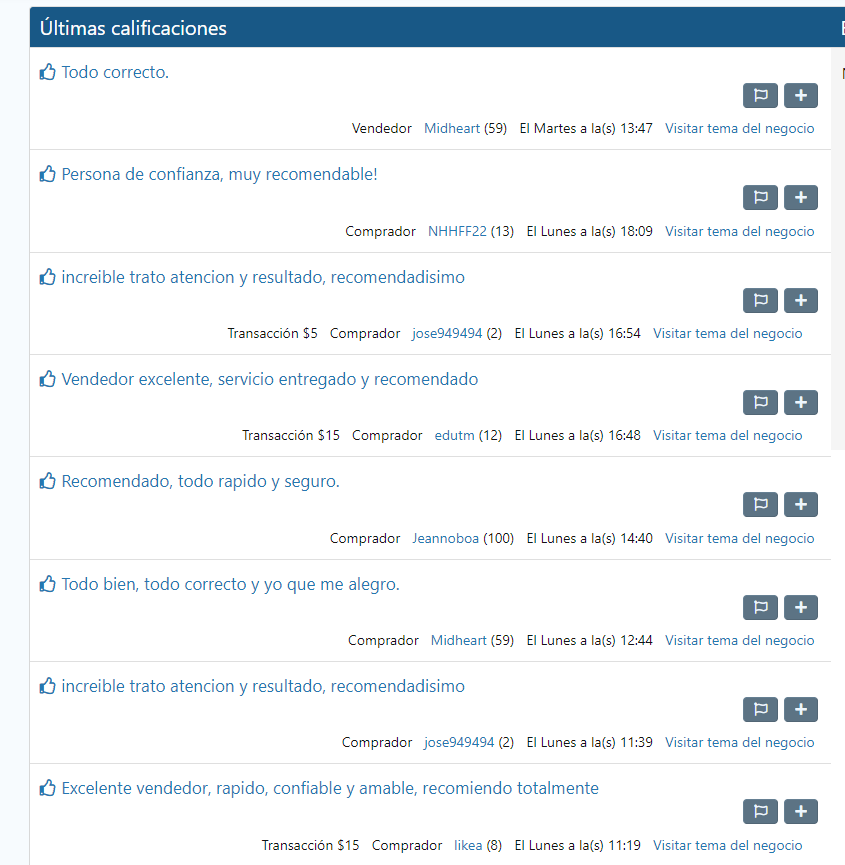 Últimas calificaciones
Todo correcto.
Vendedor Midheart (59) El Martes a la(s) 13:47 Visitar tema del negocio
Persona de confianza, muy recomendable!
Comprador NHHFF22 (13) El Lunes a la(s) 18:09 Visitar tema del negocio
increible trato atencion y resultado, recomendadisimo
Transacción $5 Comprador jose949494 (2) El Lunes a la(s) 16:54 Visitar tema del negocio
Vendedor excelente, servicio entregado y recomendado
Transacción $15 Comprador edutm (12) El Lunes a la(s) 16:48 Visitar tema del negocio
Recomendado, todo rapido y seguro.
Comprador Jeannoboa (100) El Lunes a la(s) 14:40 Visitar tema del negocio
Todo bien, todo correcto y yo que me alegro.
Comprador Midheart (59) El Lunes a la(s) 12:44 Visitar tema del negocio
increible trato atencion y resultado, recomendadisimo
Comprador jose949494 (2) El Lunes a la(s) 11:39 Visitar tema del negocio
Excelente vendedor, rapido, confiable y amable, recomiendo totalmente
Transacción $15 Comprador likea (8) El Lunes a la(s) 11:19 Visitar tema del negocio